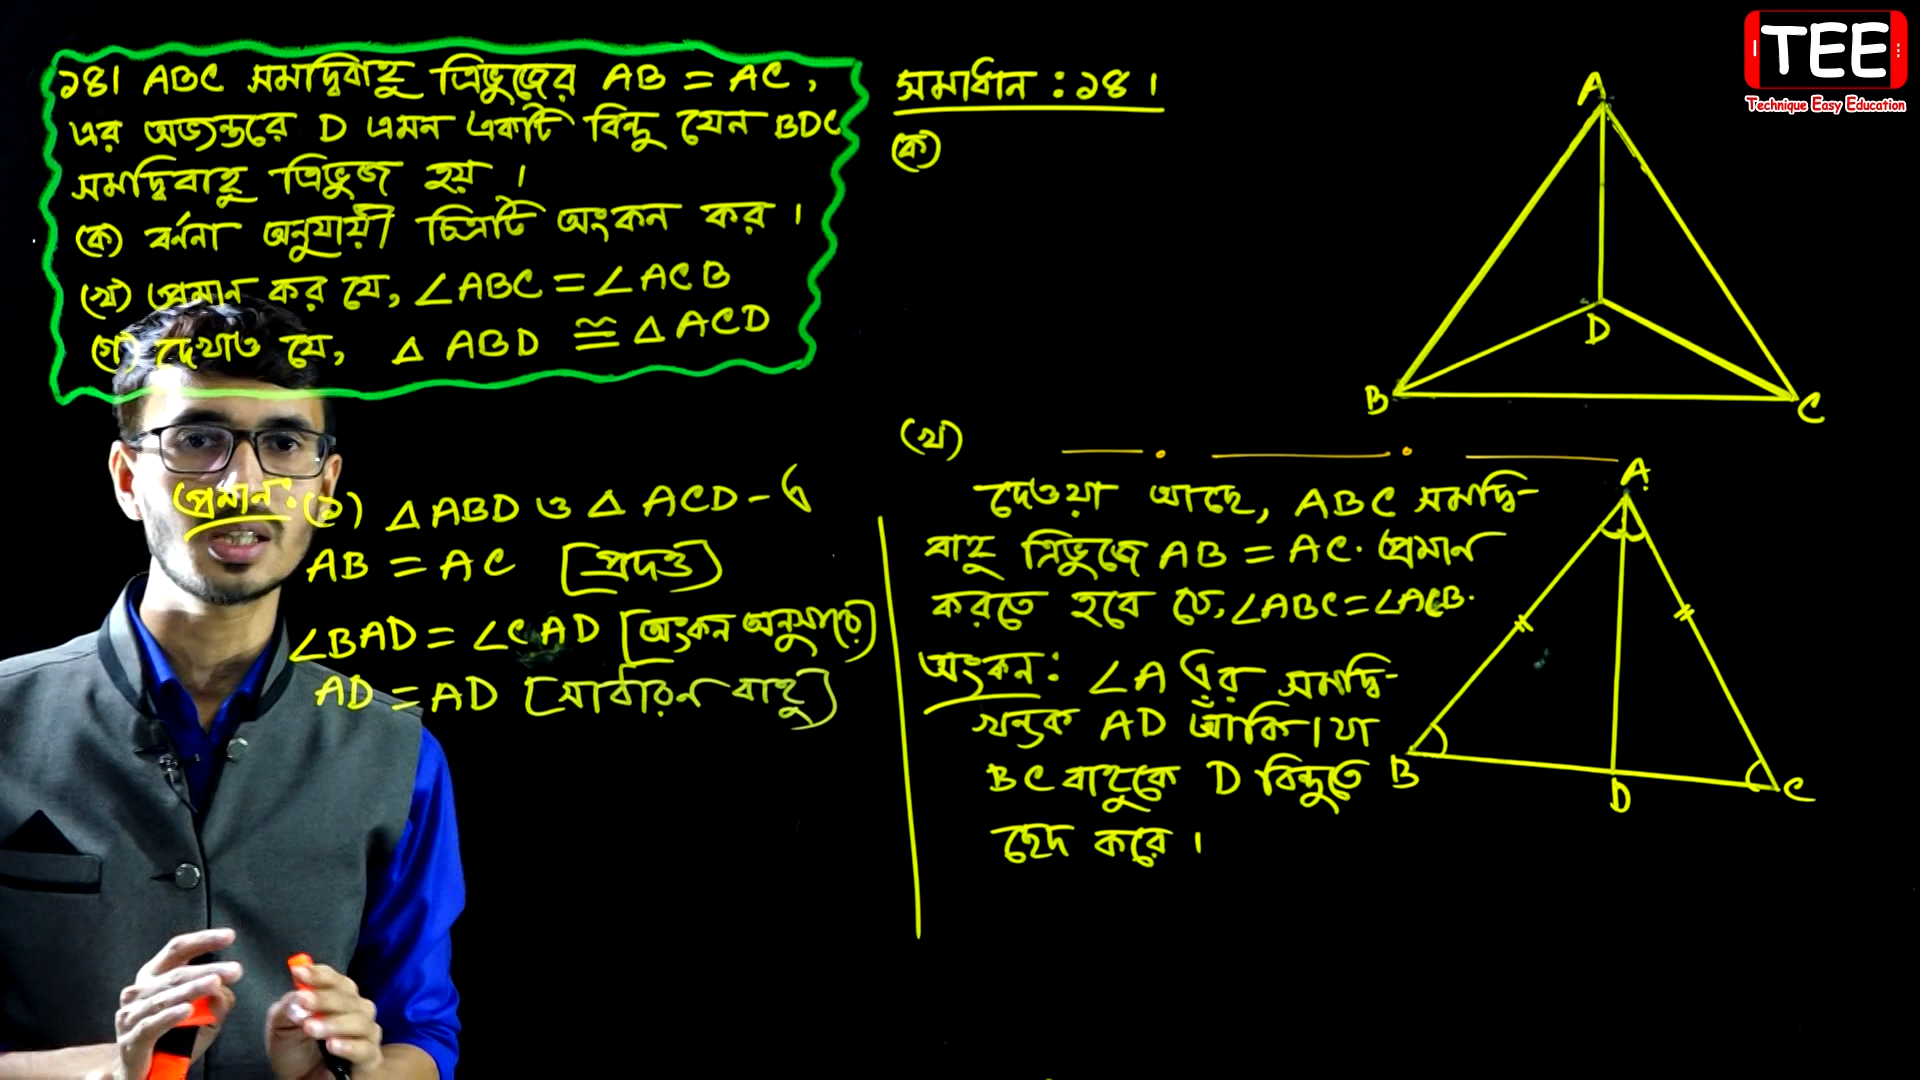 ১৪। ABC সমদ্বিবাহু ত্রিভুজের AB = AC,
এর অভ্যন্তরে D এমন একটি বিন্দু যেন BDC
সমদ্বিবাহু ত্রিভুজ হয়।
(ক) বর্ননা অনুযায়ী চিত্রটি অংকন কর।
(খ) প্রমান কর যে, ∠ABC = ∠ACB
(গ) দেখাও যে, △ ABD ≅ △ ACD
প্রমান: (১) △ ABD ও △ ACD - এ
AB = AC [প্রদত্ত]
∠BAD = ∠CAD [অংকন অনুসারে]
AD = AD [সাধারন বাহু]
সমাধান : ১৪।
(ক)
A
D
B
C
(খ)
দেওয়া আছে, ABC সমদ্বি-
বাহু ত্রিভুজে AB = AC. প্রমান
করতে হবে যে, ∠ABC = ∠ACB.
অংকন: ∠A এর সমদ্বি-
খন্ডক AD আঁকি। যা
BC বাহুকে D বিন্দুতে
ছেদ করে।
A
B
D
C
TEE
Technique Easy Education